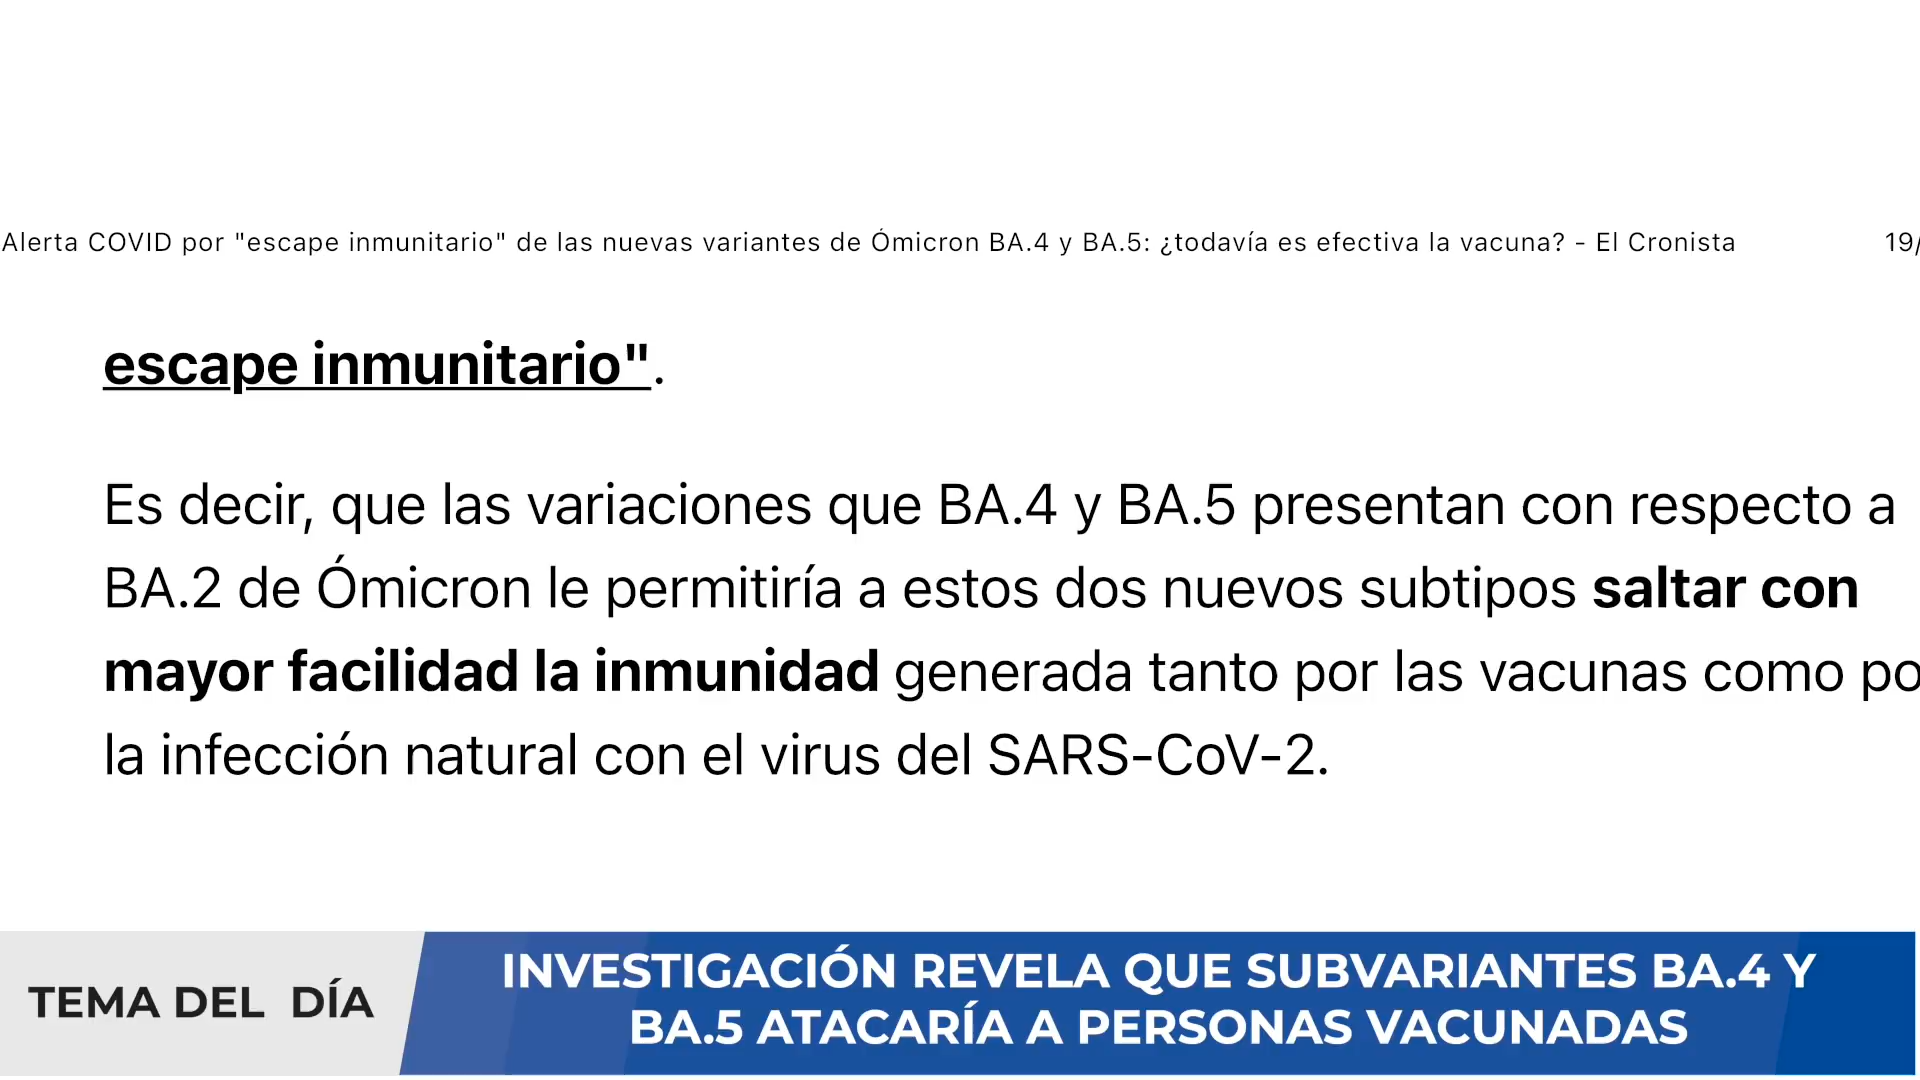 Alerta COVID por "escape inmunitario" de las nuevas variantes de Ómicron BA.4 y BA.5: ¿todavía es efectiva la vacuna? - El Cronista 19/
escape inmunitario".
Es decir, que las variaciones que BA.4 y BA.5 presentan con respecto a
BA.2 de Ómicron le permitiría a estos dos nuevos subtipos saltar con
mayor facilidad la inmunidad generada tanto por las vacunas como po
la infección natural con el virus del SARS-CoV-2.
TEMA DEL DÍA
INVESTIGACIÓN REVELA QUE SUBVARIANTES BA.4 Y
BA.5 ATACARÍA A PERSONAS VACUNADAS